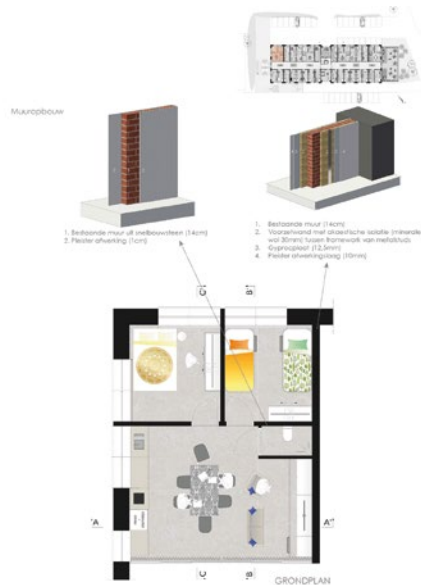 Muuropbouw
1. Bestaande muur uit snelbouwsteen (14cm)
2. Pleister afwerking (1cm)
1. Bestaande muur (14cm)
2. Voorzetwand met akoestische isolatie (minerale
wol 30mm) tussen framework van metalstuds
3. Gyprocplaat (12,5mm)
4. Pleister afwerkingslaag (10mm)
C'
B'
A
A'
C
B
GRONDPLAN